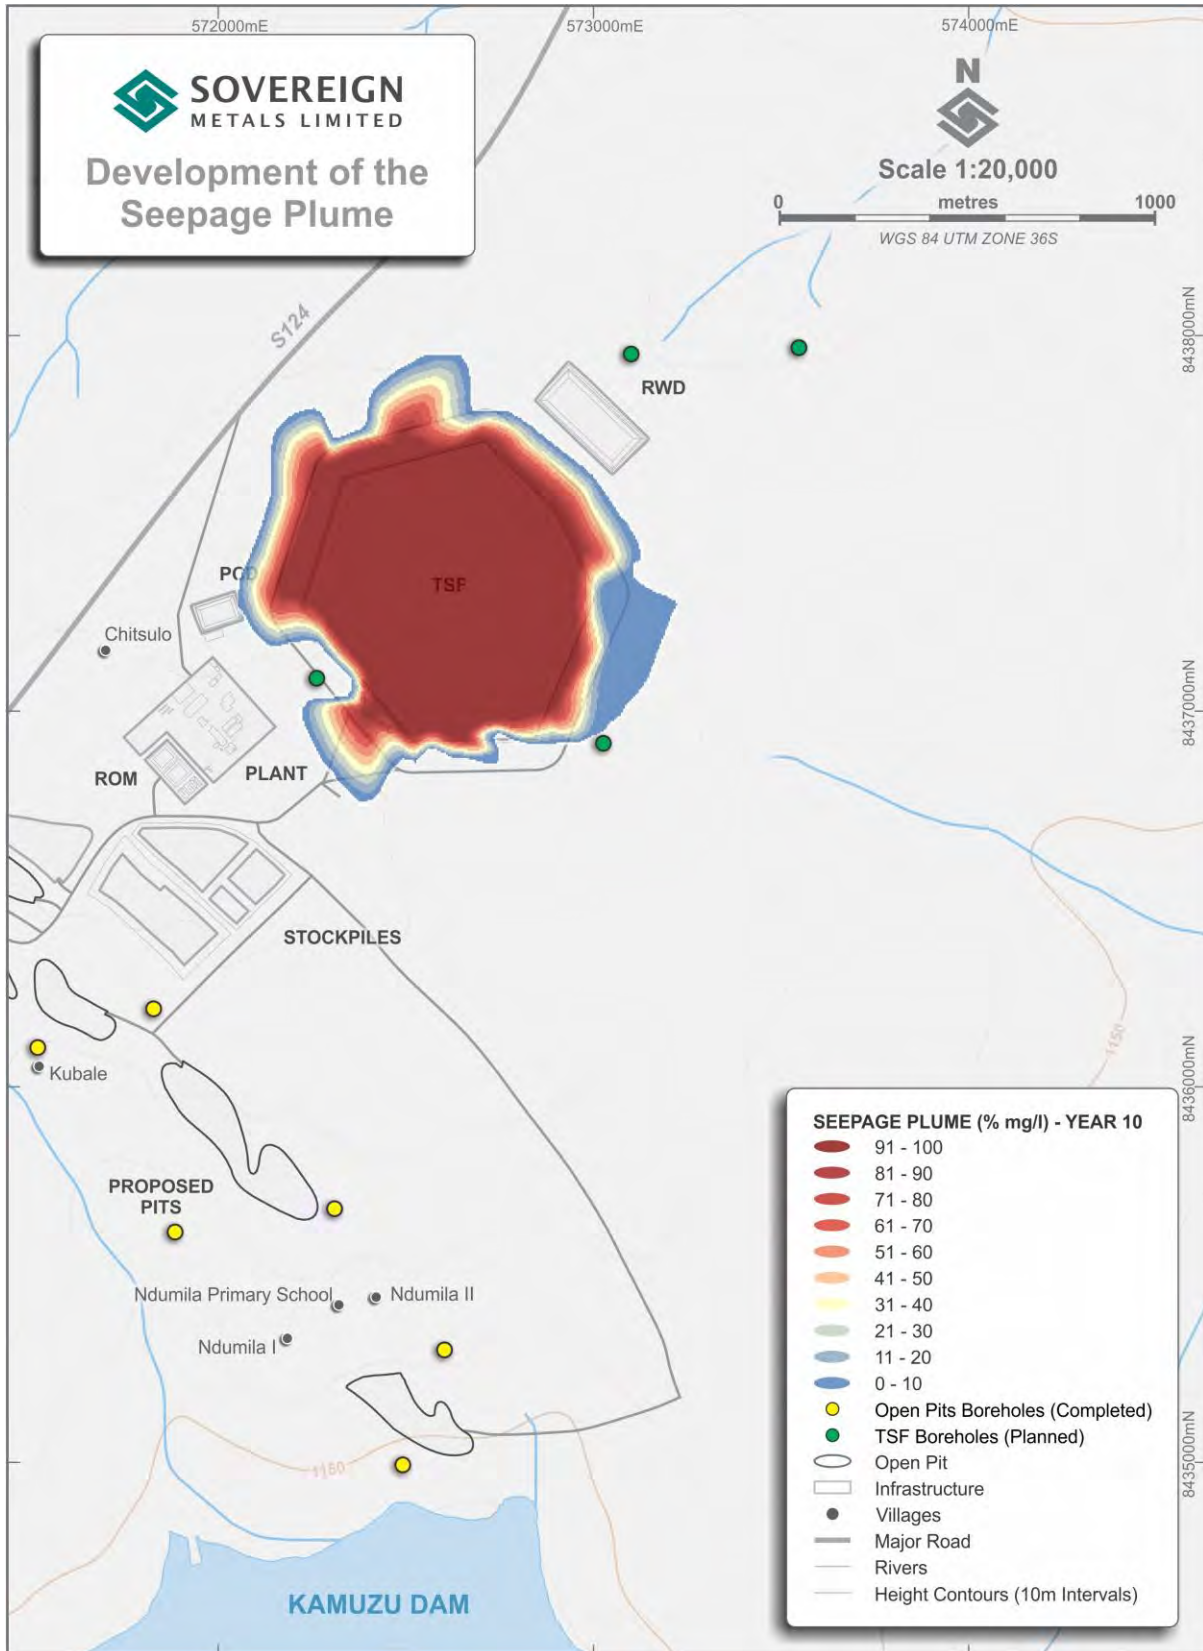 572000mE
573000mE
574000mE
SOVEREIGN
METALS LIMITED
Development of the
Seepage Plume
N
Scale 1:20,000
0 metres 1000
WGS 84 UTM ZONE 36S
S124
8438000mN
RWD
PCD
TSF
Chitsulo
8437000mN
ROM
PLANT
STOCKPILES
1150
8436000mN
Kubale
PROPOSED
PITS
Ndumila Primary School
Ndumila II
Ndumila I
1150
8435000mN
KAMUZU DAM
SEEPAGE PLUME (% mg/l) - YEAR 10
91 - 100
81 - 90
71 - 80
61 - 70
51 - 60
41 - 50
31 - 40
21 - 30
11 - 20
0 - 10
Open Pits Boreholes (Completed)
TSF Boreholes (Planned)
Open Pit
Infrastructure
Villages
Major Road
Rivers
Height Contours (10m Intervals)